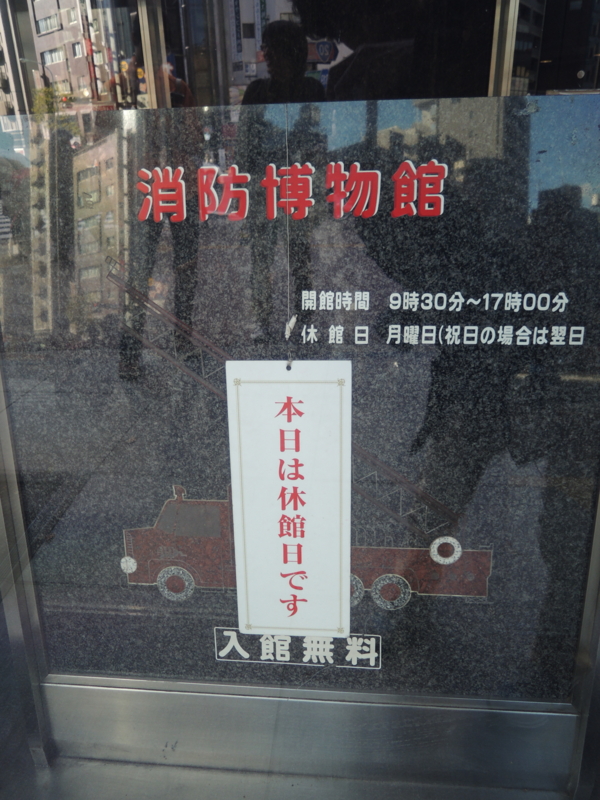 消防博物館
開館時間 9時30分~17時00分
休館日 月曜日(祝日の場合は翌日
本日は休館日です
入館無料